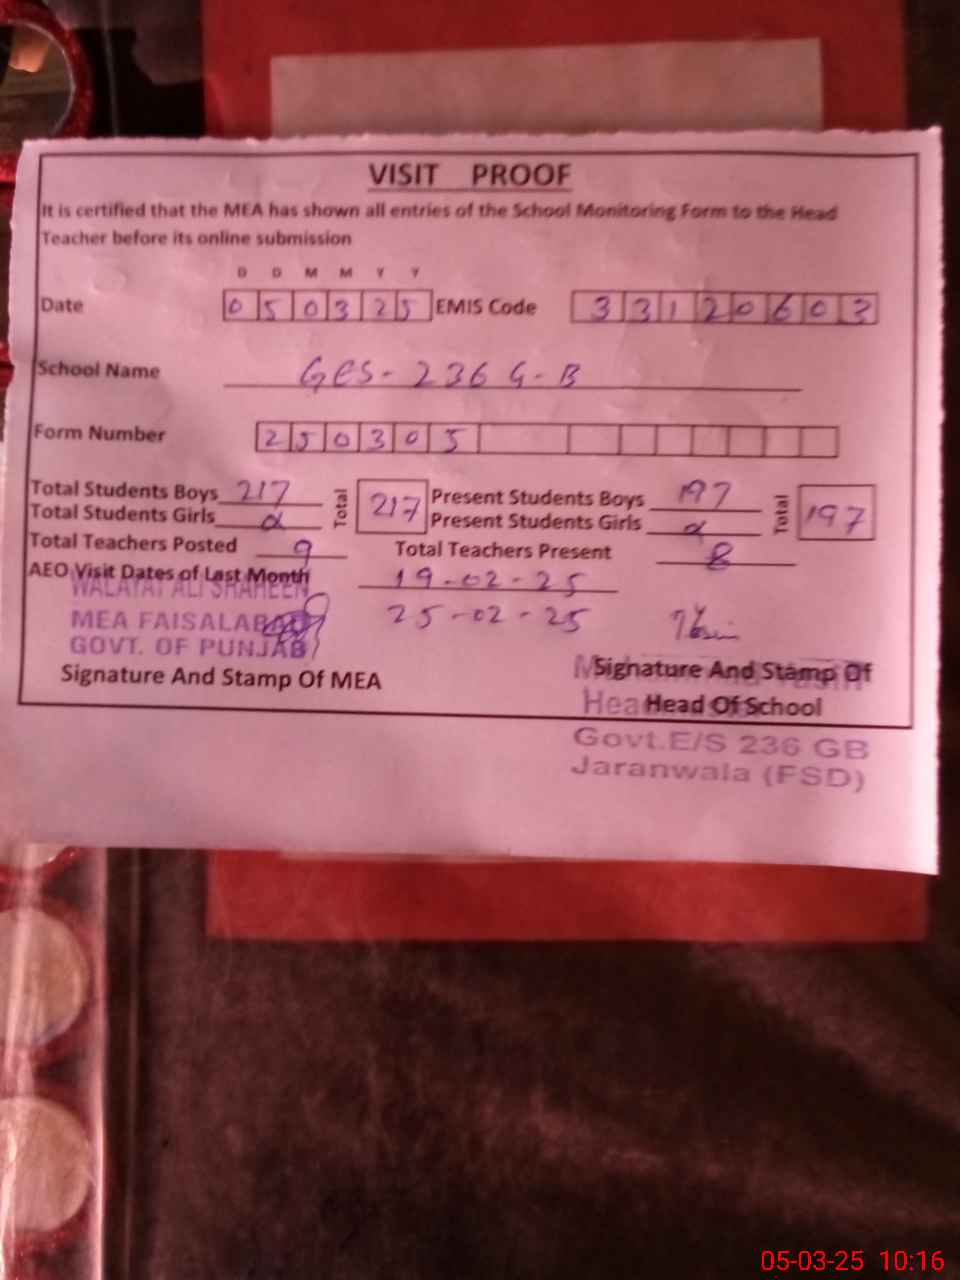 VISIT PROOF
It is certified that the MEA has shown all entries of the School Monitoring Form to the Head
Teacher before its online submission
D D M M Y Y
Date 0 5 0 3 2 5 EMIS Code 3 3 1 2 0 6 0 3
School Name GES - 236 G-B
Form Number 2 5 0 3 0 5
Total Students Boys 217 Total 217 Present Students Boys 197 Total 197
Total Students Girls Present Students Girls
Total Teachers Posted 9 Total Teachers Present 8
AEO Visit Dates of Last Month 19-02-25
WALAYAT ALI SHAHEEN
25-02-25
MEA FAISALABAD
GOVT. OF PUNJAB
Signature And Stamp Of MEA
Signature And Stamp Of
Head Of School
Govt.E/S 236 GB
Jaranwala (FSD)
05-03-25 10:16